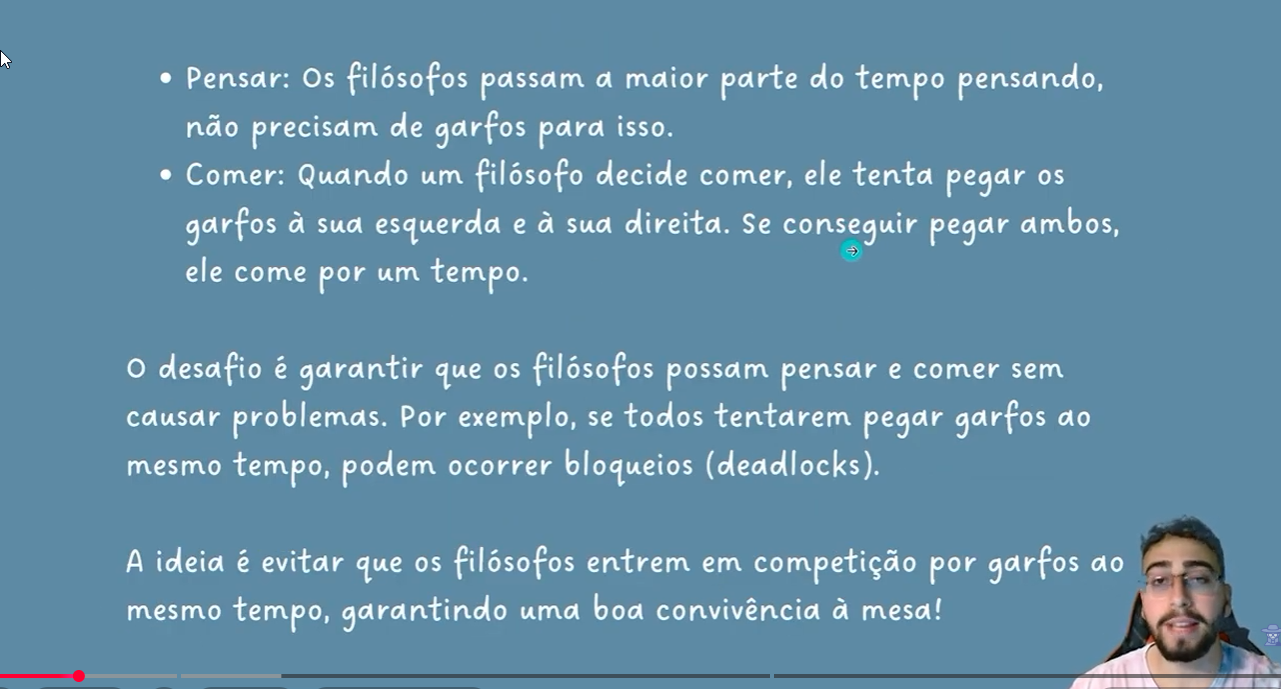 • Pensar: Os filósofos passam a maior parte do tempo pensando,
não precisam de garfos para isso.
• Comer: Quando um filósofo decide comer, ele tenta pegar os
garfos à sua esquerda e à sua direita. Se conseguir pegar ambos,
ele come por um tempo.
O desafio é garantir que os filósofos possam pensar e comer sem
causar problemas. Por exemplo, se todos tentarem pegar garfos ao
mesmo tempo, podem ocorrer bloqueios (deadlocks).
A ideia é evitar que os filósofos entrem em competição por garfos ao
mesmo tempo, garantindo uma boa convivência à mesa!